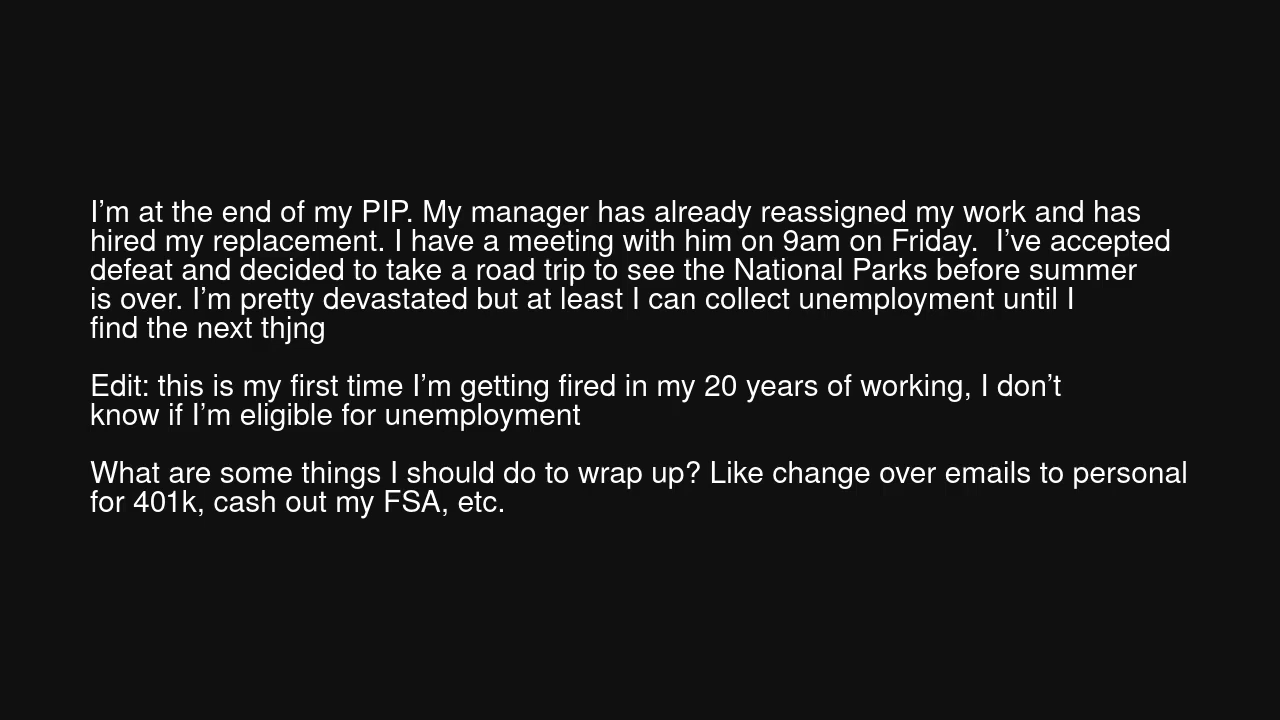 I’m at the end of my PIP. My manager has already reassigned my work and has
hired my replacement. I have a meeting with him on 9am on Friday.  I’ve accepted
defeat and decided to take a road trip to see the National Parks before summer
is over. I’m pretty devastated but at least I can collect unemployment until I
find the next thjng

Edit: this is my first time I’m getting fired in my 20 years of working, I don’t
know if I’m eligible for unemployment

What are some things I should do to wrap up? Like change over emails to personal
for 401k, cash out my FSA, etc.